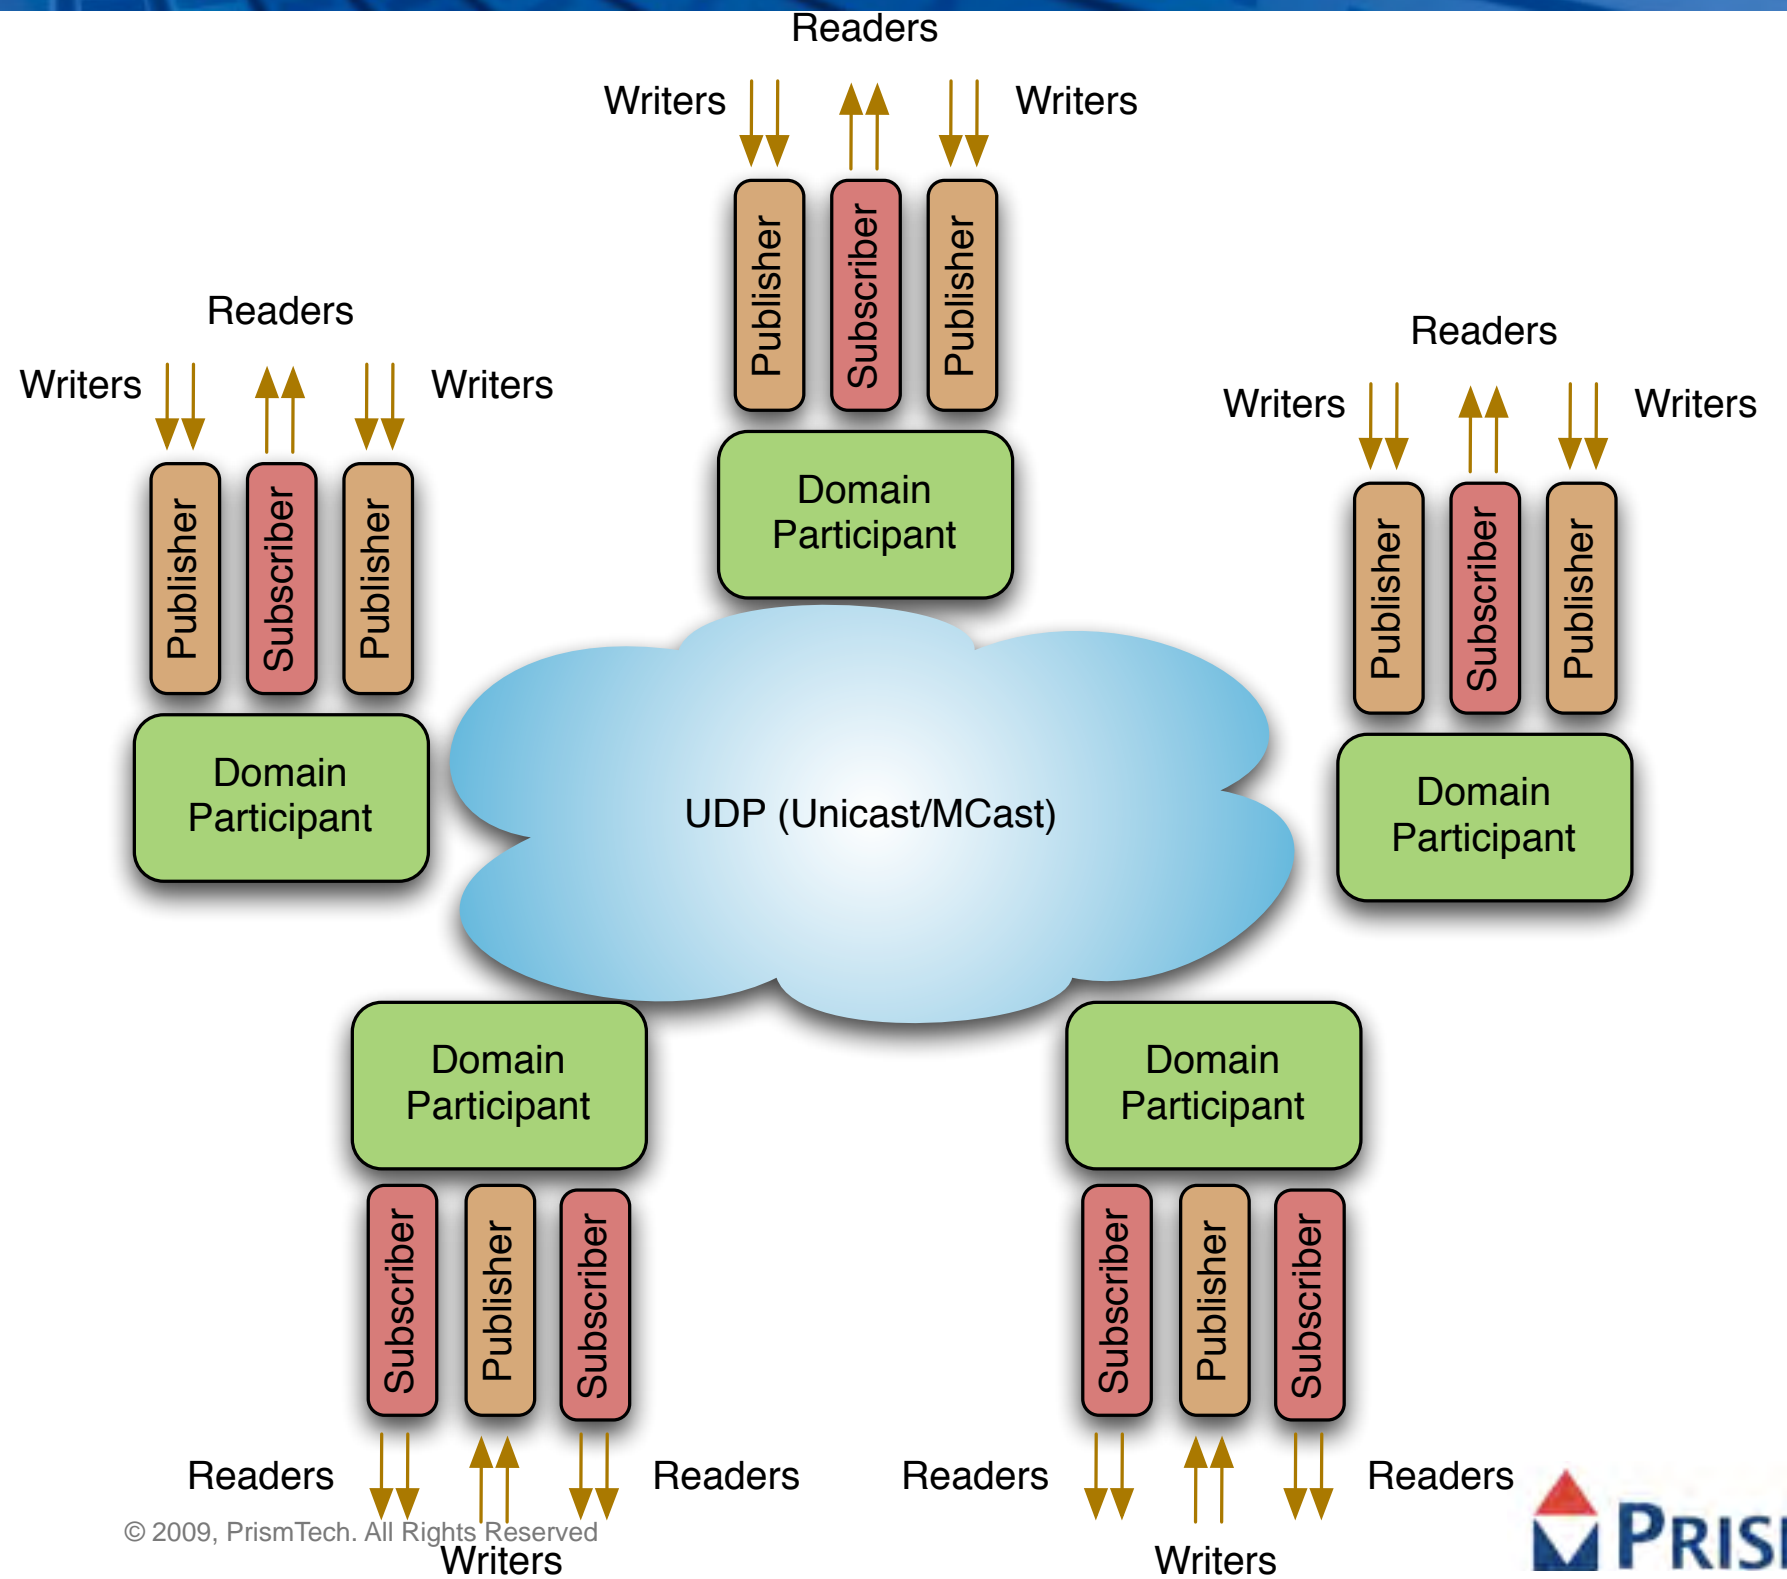 Readers
Writers
Writers
Publisher
Subscriber
Publisher
Domain
Participant
Readers
Writers
Writers
Publisher
Subscriber
Publisher
Domain
Participant
Readers
Writers
Writers
Publisher
Subscriber
Publisher
Domain
Participant
UDP (Unicast/MCast)
Domain
Participant
Subscriber
Publisher
Subscriber
Readers
Readers
Writers
Domain
Participant
Subscriber
Publisher
Subscriber
Readers
Readers
Writers
© 2009, PrismTech. All Rights Reserved